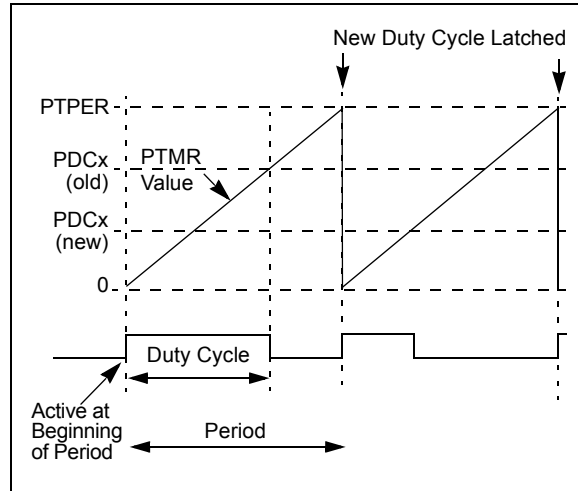 New Duty Cycle Latched
PTPER
PDCx
(old)
PTMR
Value
PDCx
(new)
0
Duty Cycle
Active at
Beginning
of Period
Period